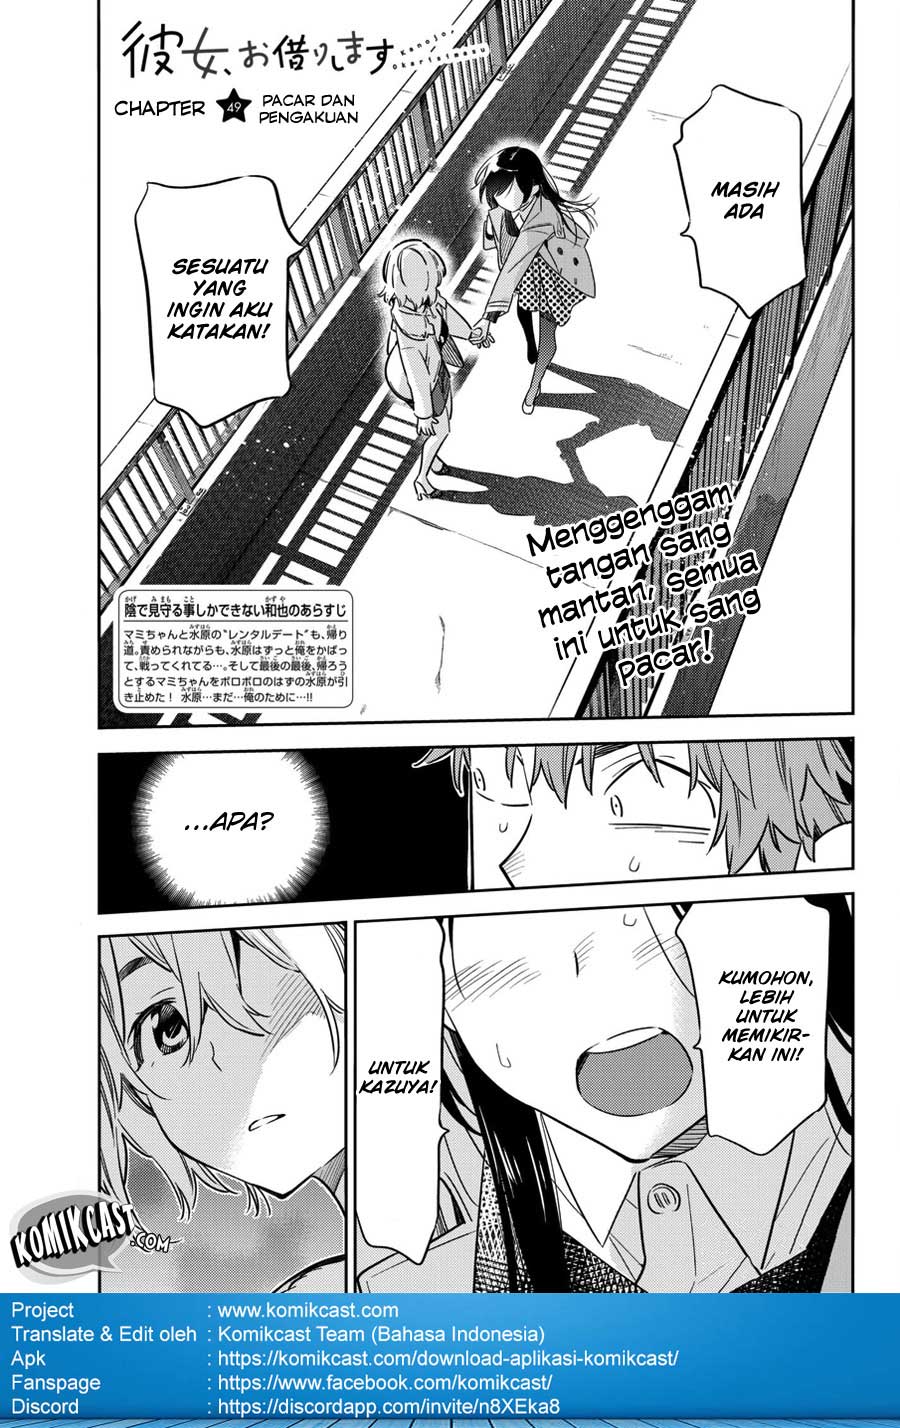 彼女、お借りします
CHAPTER 49 PACAR DAN
PENGAKUAN
MASIH
ADA
SESUATU
YANG
INGIN AKU
KATAKAN!
Menggenggam
tangan sang
mantan, semua
ini untuk sang
pacar!
陰で見守る事しかできない和也のあらすじ
マミちゃんと水原の“レンタルデート”も、帰り
道。責められながらも、水原はずっと俺をかばっ
て、戦ってくれてる…。そして最後の最後、帰ろう
とするマミちゃんをボロボロのはずの水原が引
き止めた！ 水原…まだ…俺のために…!!
...APA?
KUMOHON,
LEBIH
UNTUK
MEMIKIR-
KAN INI!
UNTUK
KAZUYA!
KOMIKCAST
.COM
Project : www.komikcast.com
Translate & Edit oleh : Komikcast Team (Bahasa Indonesia)
Apk : https://komikcast.com/download-aplikasi-komikcast/
Fanspage : https://www.facebook.com/komikcast/
Discord : https://discordapp.com/invite/n8XEka8